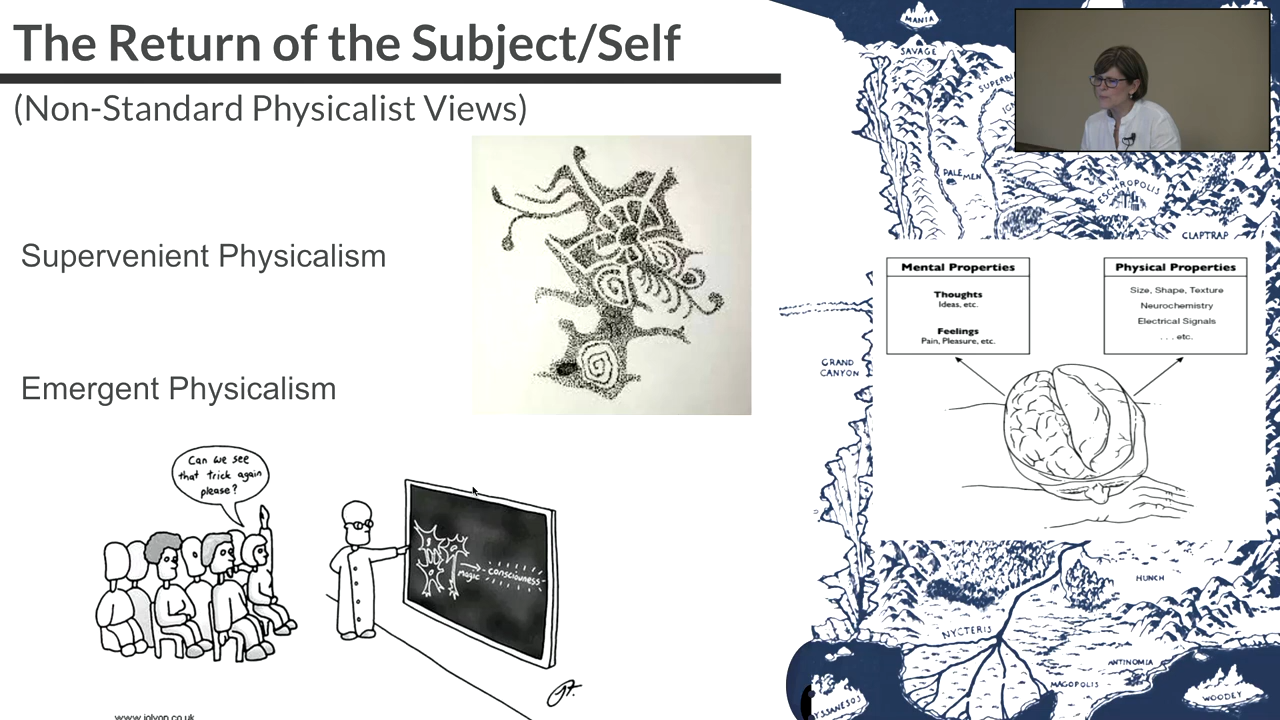 The Return of the Subject/Self
(Non-Standard Physicalist Views)
Supervenient Physicalism
Emergent Physicalism
Can we see
that trick again
please?
magic
consciousness
www.jolyon.co.uk
MANIA
SAVAGE
PALE MEN
ESCHROPOLIS
CLAPTRAP
Mental Properties
Thoughts
Ideas, etc.
Feelings
Pain, Pleasure, etc.
Physical Properties
Size, Shape, Texture
Neurochemistry
Electrical Signals
. . . etc.
GRAND
CANYON
HUNCH
NYCTERIS
ANTINOMIA
MAGOPOLIS
WOODEY
YSSANESOS